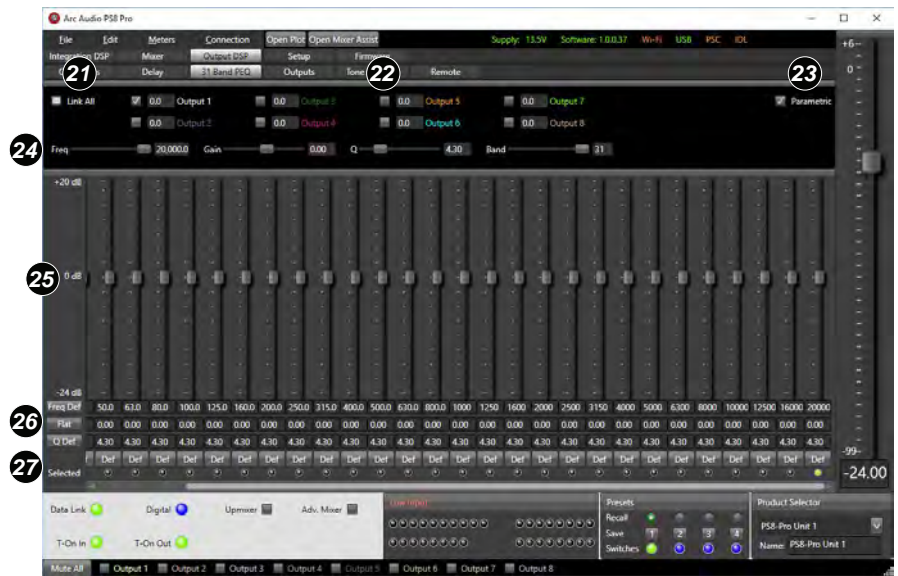 Arc Audio PS8 Pro
File Edit Meters Connection Open Plot Open Mixer Assist Supply: 13.5V Software: 1.0.0.37 Wi-Fi USB PSC IDL
Integration DSP Mixer Output DSP Setup Firmware
21 Delay 31 Band PEQ Outputs Tone 22 Remote 23
Link All 0.0 Output 1 0.0 Output 3 0.0 Output 5 0.0 Output 7 Parametric
0.0 Output 2 0.0 Output 4 0.0 Output 6 0.0 Output 8
24 Freq 20,000.0 Gain 0.00 Q 4.30 Band 31
+20 dB
25 0 dB
-24 dB
Freq Def 50.0 63.0 80.0 100.0 125.0 160.0 200.0 250.0 315.0 400.0 500.0 630.0 800.0 1000 1250 1600 2000 2500 3150 4000 5000 6300 8000 10000 12500 16000 20000
26 Flat 0.00 0.00 0.00 0.00 0.00 0.00 0.00 0.00 0.00 0.00 0.00 0.00 0.00 0.00 0.00 0.00 0.00 0.00 0.00 0.00 0.00 0.00 0.00 0.00 0.00 0.00 0.00
Q Def 4.30 4.30 4.30 4.30 4.30 4.30 4.30 4.30 4.30 4.30 4.30 4.30 4.30 4.30 4.30 4.30 4.30 4.30 4.30 4.30 4.30 4.30 4.30 4.30 4.30 4.30 4.30
27 Def Def Def Def Def Def Def Def Def Def Def Def Def Def Def Def Def Def Def Def Def Def Def Def Def Def Def
Selected
+6
0
-99
-24.00
Data Link Digital Upmixer Adv. Mixer
T-On In T-On Out
Low Input
Presets
Recall
Save 1 2 3 4
Switches
Product Selector
PS8-Pro Unit 1
Name: PS8-Pro Unit 1
Mute All Output 1 Output 2 Output 3 Output 4 Output 5 Output 6 Output 7 Output 8